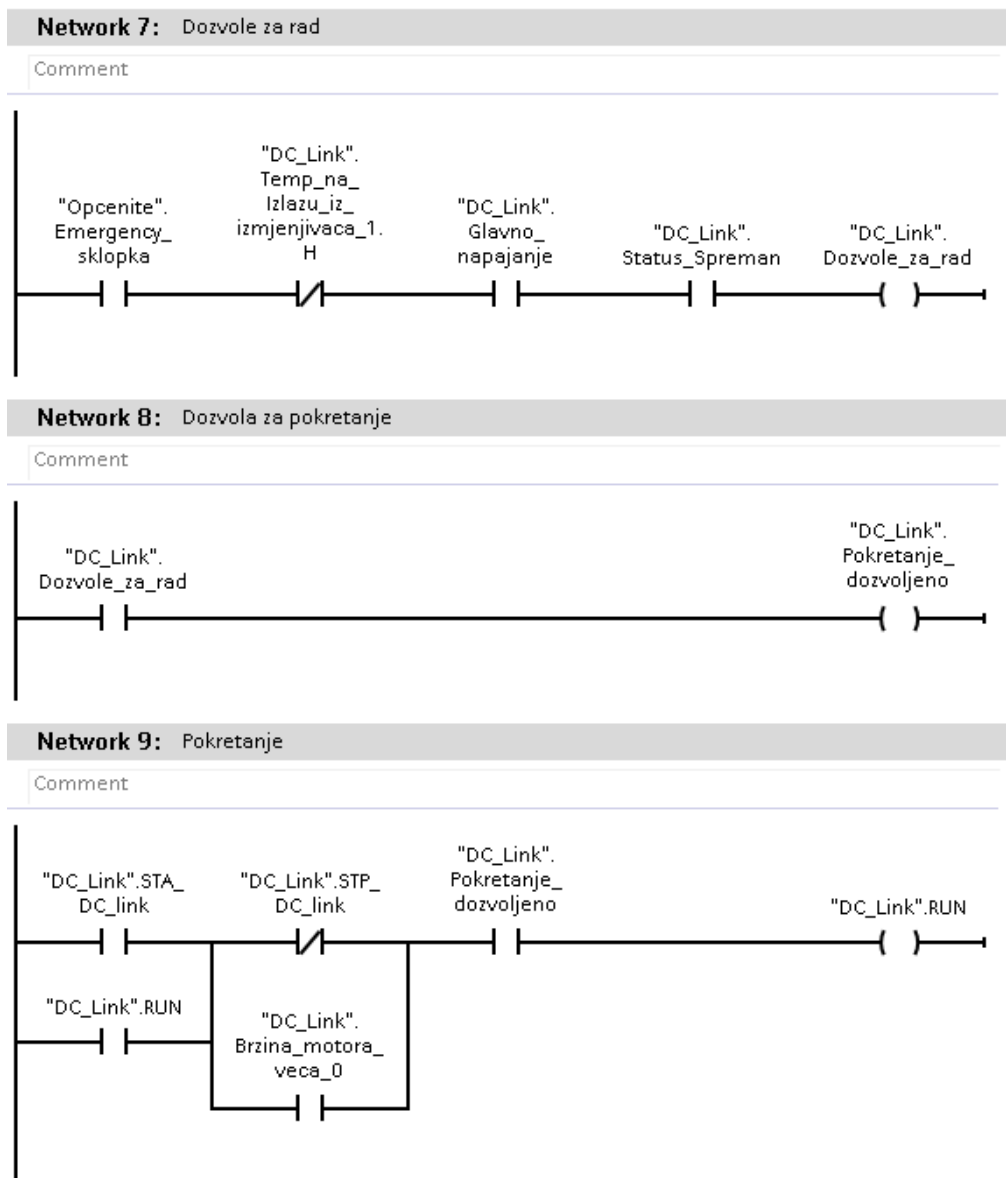 Network 7: Dozvole za rad
Comment
"DC_Link".
Temp_na_
Izlazu_iz_
izmjenjivaca_1.
H
"Opcenite".
Emergency_
sklopka
"DC_Link".
Glavno_
napajanje
"DC_Link".
Status_Spreman
"DC_Link".
Dozvole_za_rad
Network 8: Dozvola za pokretanje
Comment
"DC_Link".
Dozvole_za_rad
"DC_Link".
Pokretanje_
dozvoljeno
Network 9: Pokretanje
Comment
"DC_Link".STA_
DC_link
"DC_Link".STP_
DC_link
"DC_Link".
Pokretanje_
dozvoljeno
"DC_Link".RUN
"DC_Link".RUN
"DC_Link".
Brzina_motora_
veca_0